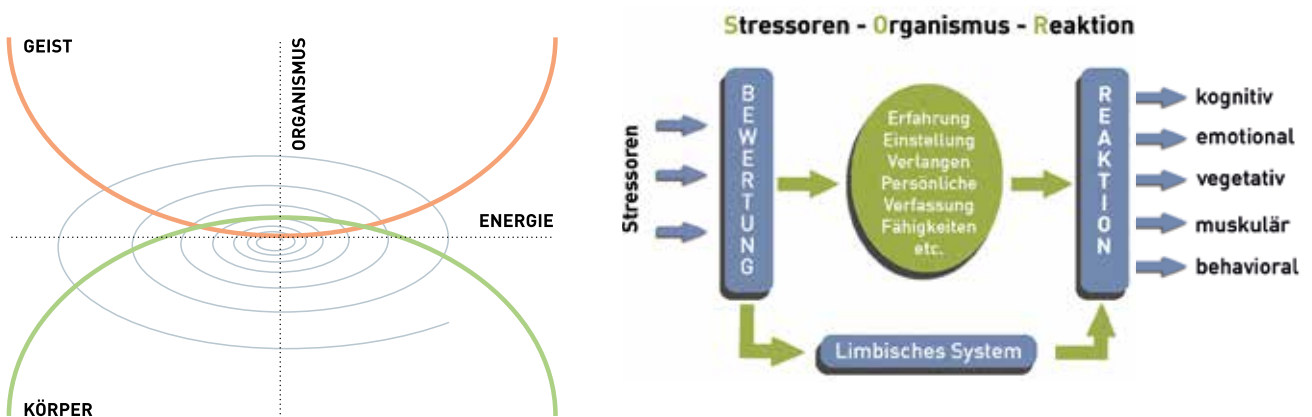 GEIST
ORGANISMUS
ENERGIE
KÖRPER
Stressoren - Organismus - Reaktion
Stressoren
BEWERTUNG
Erfahrung
Einstellung
Verlangen
Persönliche
Verfassung
Fähigkeiten
etc.
REAKTION
kognitiv
emotional
vegetativ
muskulär
behavioral
Limbisches System